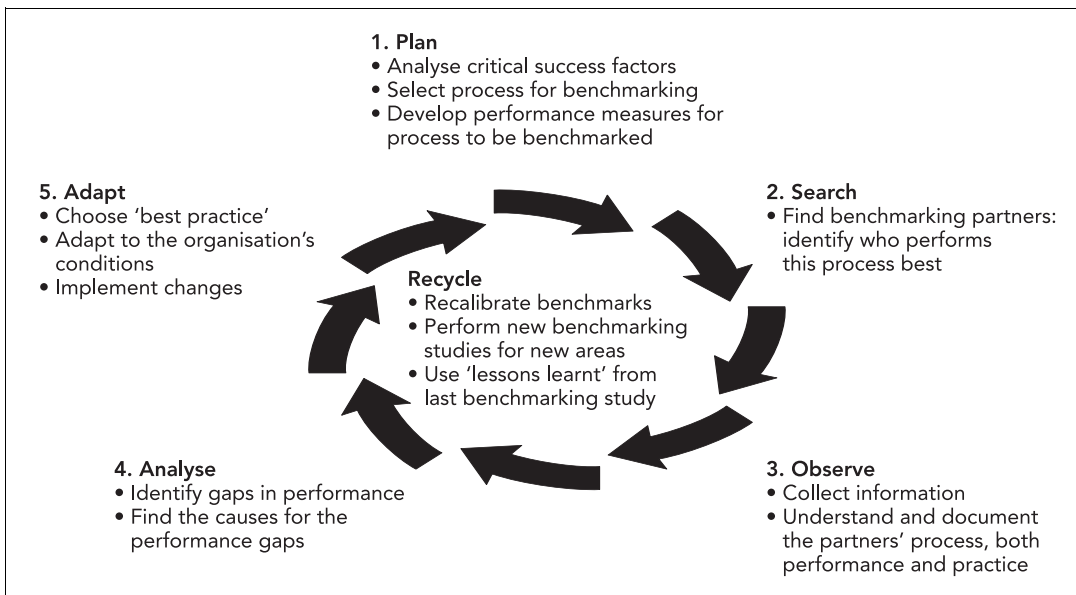 1. Plan
• Analyse critical success factors
• Select process for benchmarking
• Develop performance measures for
process to be benchmarked
2. Search
• Find benchmarking partners:
identify who performs
this process best
3. Observe
• Collect information
• Understand and document
the partners’ process, both
performance and practice
4. Analyse
• Identify gaps in performance
• Find the causes for the
performance gaps
5. Adapt
• Choose ‘best practice’
• Adapt to the organisation’s
conditions
• Implement changes
Recycle
• Recalibrate benchmarks
• Perform new benchmarking
studies for new areas
• Use ‘lessons learnt’ from
last benchmarking study